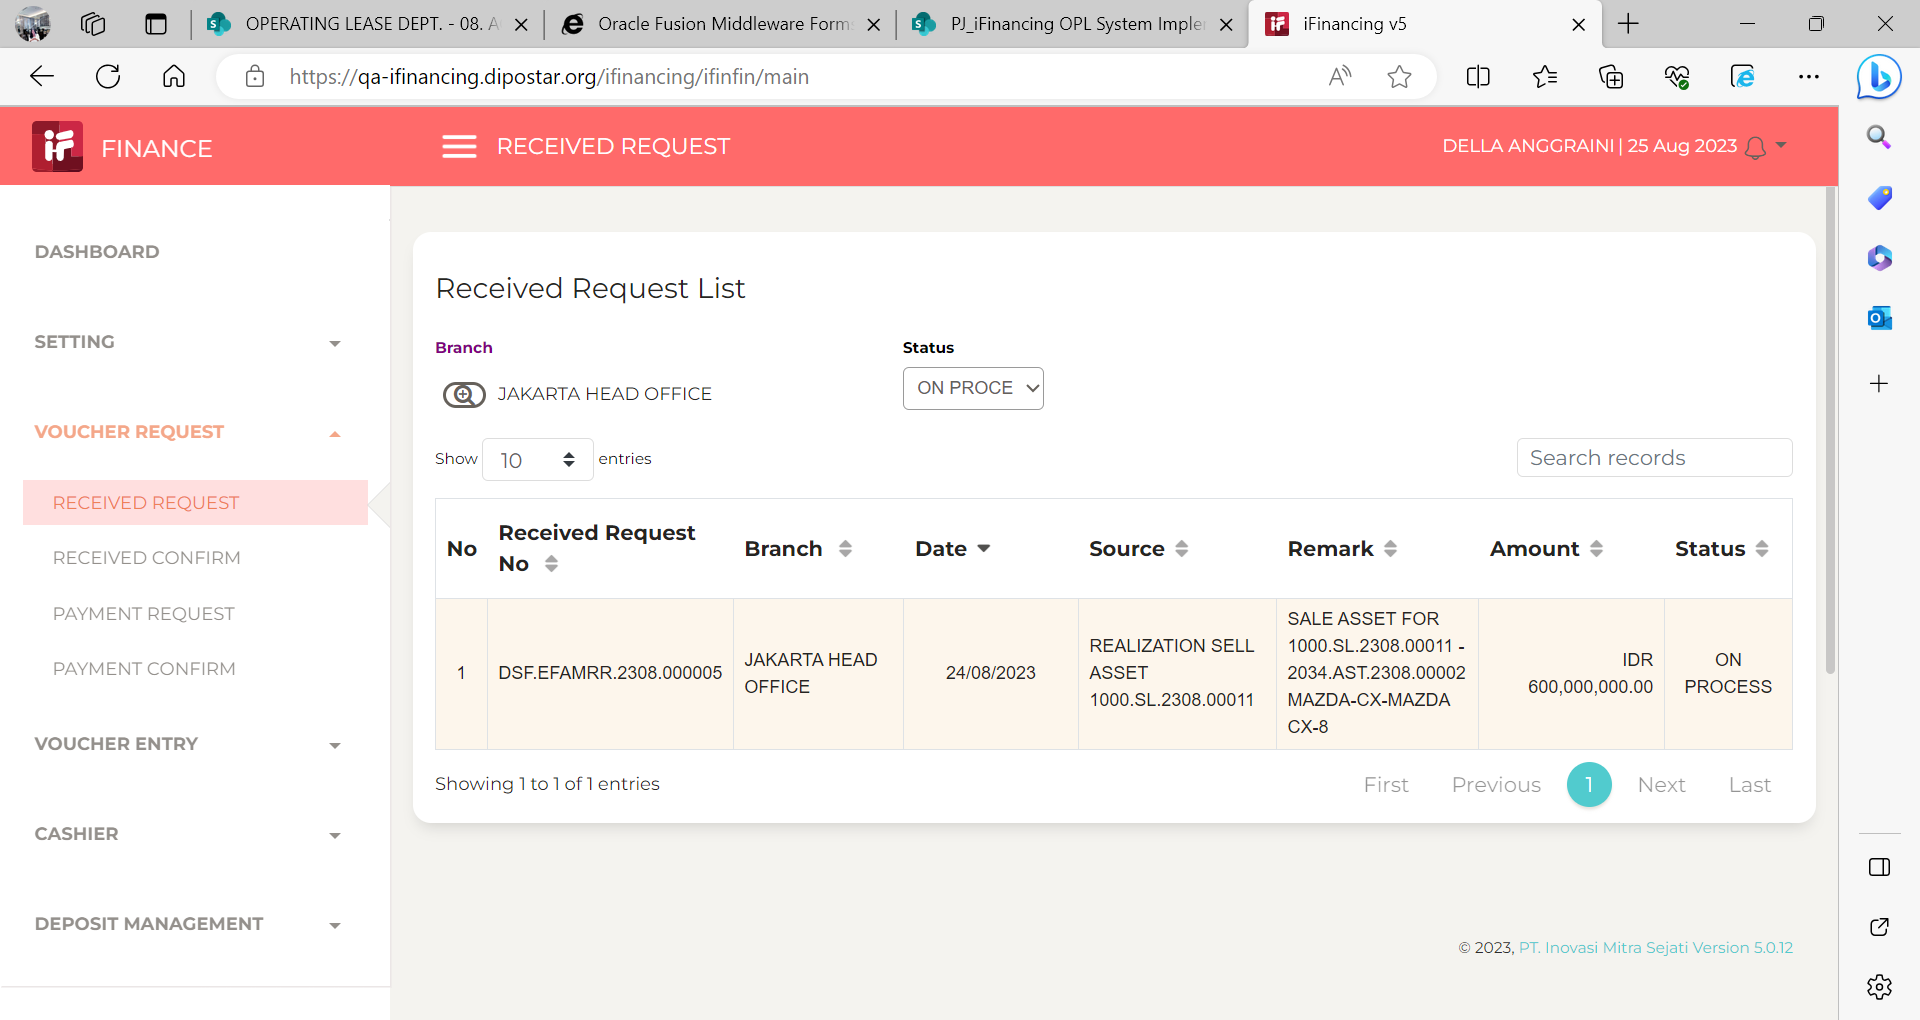 OPERATING LEASE DEPT. - 08. A
Oracle Fusion Middleware Forms
PJ_iFinancing OPL System Imple
iFinancing v5
https://qa-ifinancing.dipostar.org/ifinancing/ifinfin/main
iF FINANCE
RECEIVED REQUEST
DELLA ANGGRAINI | 25 Aug 2023
DASHBOARD
SETTING
VOUCHER REQUEST
RECEIVED REQUEST
RECEIVED CONFIRM
PAYMENT REQUEST
PAYMENT CONFIRM
VOUCHER ENTRY
CASHIER
DEPOSIT MANAGEMENT
Received Request List
Branch
Status
JAKARTA HEAD OFFICE
ON PROCE
Show 10 entries
Search records
No
Received Request
No
Branch
Date
Source
Remark
Amount
Status
1
DSF.EFAMRR.2308.000005
JAKARTA HEAD
OFFICE
24/08/2023
REALIZATION SELL
ASSET
1000.SL.2308.00011
SALE ASSET FOR
1000.SL.2308.00011 -
2034.AST.2308.00002
MAZDA-CX-MAZDA
CX-8
IDR
600,000,000.00
ON
PROCESS
Showing 1 to 1 of 1 entries
First Previous 1 Next Last
© 2023, PT. Inovasi Mitra Sejati Version 5.0.12